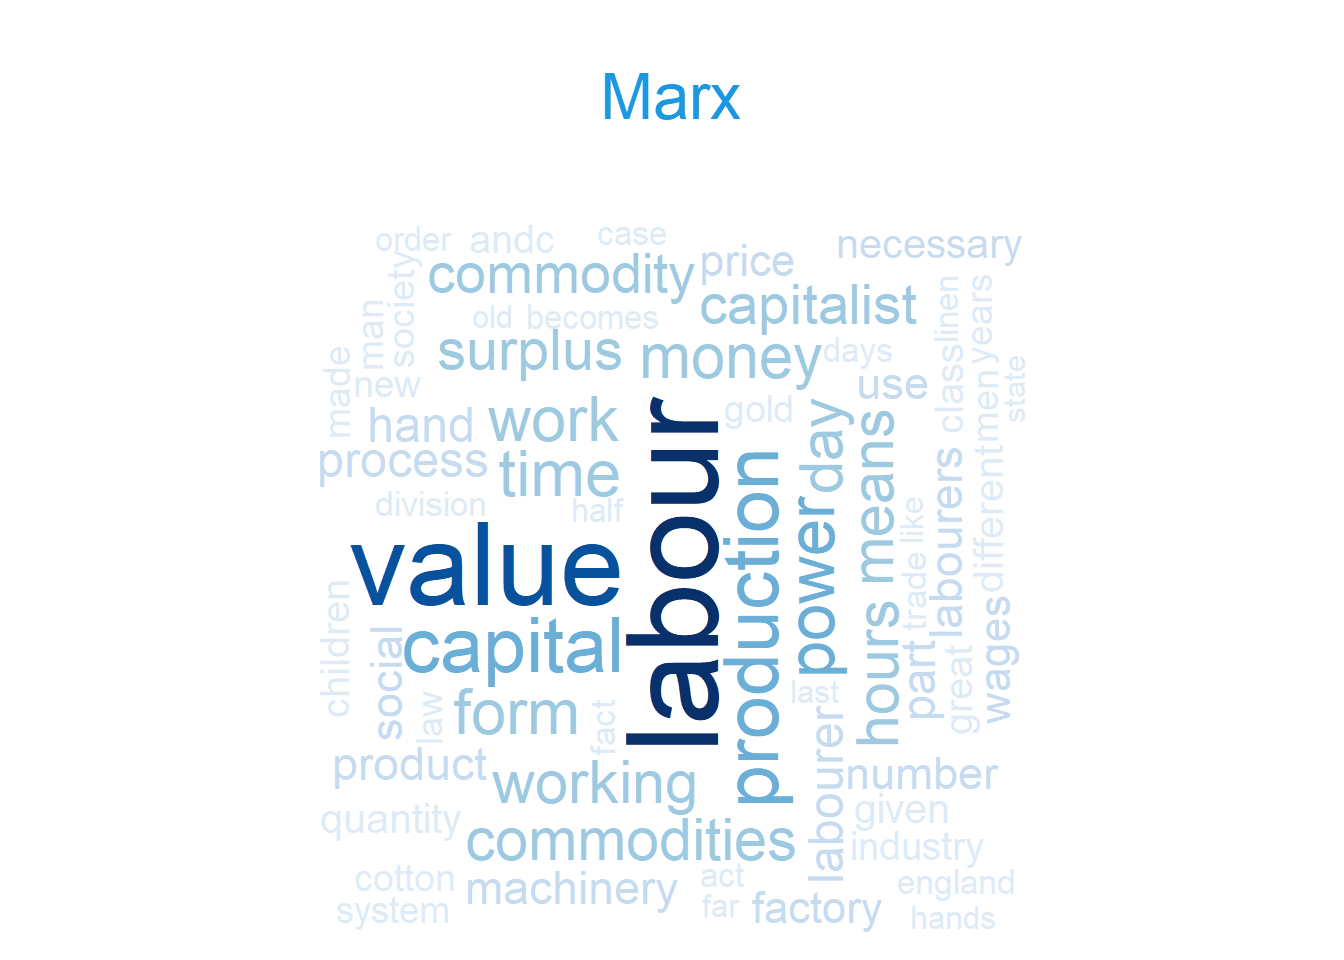 Marx
order
andc
case
necessary
commodity
price
capitalist
society
man
old
becomes
linen
years
surplus
money
days
made
new
use
class
men
state
hand
work
gold
process
time
day
means
division
half
labour
production
power
like
labourers
different
value
trade
children
social
capital
hours
part
great
wages
law
form
fact
last
product
working
labourer
number
quantity
commodities
given
industry
cotton
machinery
act
england
system
far
factory
hands